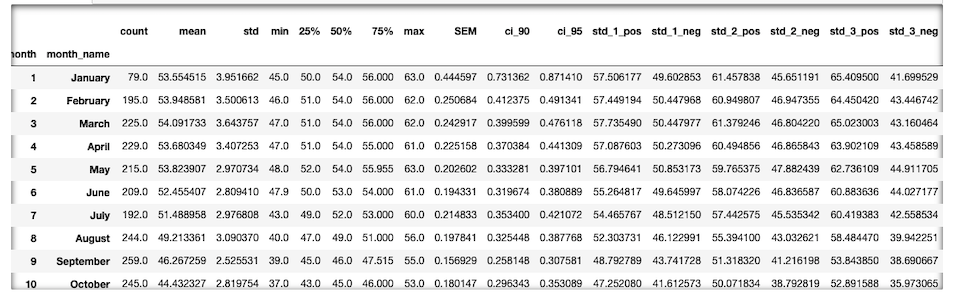 count mean std min 25% 50% 75% max SEM ci_90 ci_95 std_1_pos std_1_neg std_2_pos std_2_neg std_3_pos std_3_neg
month_name
1 January 79.0 53.554515 3.951662 45.0 50.0 54.0 56.000 63.0 0.444597 0.731362 0.871410 57.506177 49.602853 61.457838 45.651191 65.409500 41.699529
2 February 195.0 53.948581 3.500613 46.0 51.0 54.0 56.000 62.0 0.250684 0.412375 0.491341 57.449194 50.447968 60.949807 46.947355 64.450420 43.446742
3 March 225.0 54.091733 3.643757 47.0 51.0 54.0 56.000 62.0 0.242917 0.399599 0.476118 57.735490 50.447977 61.379246 46.804220 65.023003 43.160464
4 April 229.0 53.680349 3.407253 47.0 51.0 54.0 55.000 61.0 0.225158 0.370384 0.441309 57.087603 50.273096 60.494856 46.865843 63.902109 43.458589
5 May 215.0 53.823907 2.970734 48.0 52.0 54.0 55.955 63.0 0.202602 0.333281 0.397101 56.794641 50.853173 59.765375 47.882439 62.736109 44.911705
6 June 209.0 52.455407 2.809410 47.9 50.0 53.0 54.000 61.0 0.194331 0.319674 0.380889 55.264817 49.645997 58.074226 46.836587 60.883636 44.027177
7 July 192.0 51.488958 2.976808 43.0 49.0 52.0 53.000 60.0 0.214833 0.353400 0.421072 54.465767 48.512150 57.442575 45.535342 60.419383 42.558534
8 August 244.0 49.213361 3.090370 40.0 47.0 49.0 51.000 56.0 0.197841 0.325448 0.387768 52.303731 46.122991 55.394100 43.032621 58.484470 39.942251
9 September 259.0 46.267259 2.525531 39.0 45.0 46.0 47.515 55.0 0.156929 0.258148 0.307581 48.792789 43.741728 51.318320 41.216198 53.843850 38.690667
10 October 245.0 44.432327 2.819754 37.0 43.0 45.0 46.000 53.0 0.180147 0.296343 0.353089 47.252080 41.612573 50.071834 38.792819 52.891588 35.973065